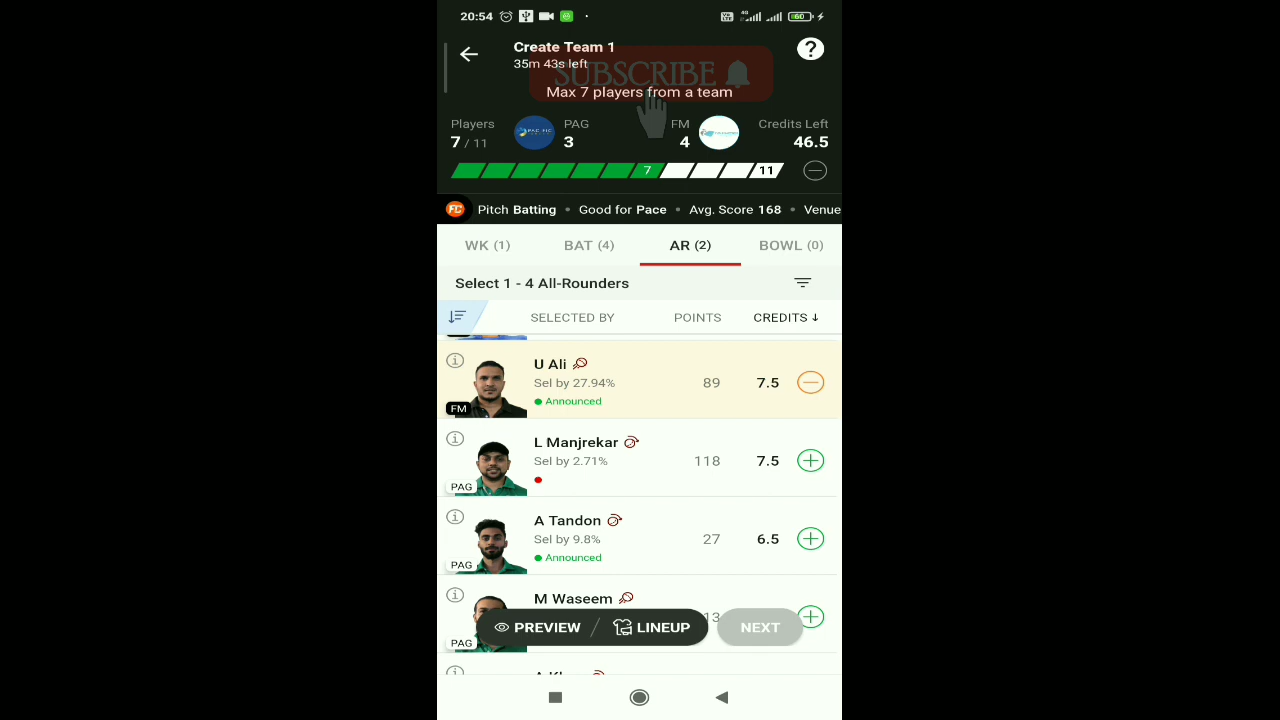 20:54
4G
60
Create Team 1
35m 43s left
SUBSCRIBE
Max 7 players from a team
Players
7 / 11
PAG
3
FM
4
Credits Left
46.5
7
11
FC Pitch Batting • Good for Pace • Avg. Score 168 • Venue
WK (1)
BAT (4)
AR (2)
BOWL (0)
Select 1 - 4 All-Rounders
SELECTED BY
POINTS
CREDITS ↓
U Ali
Sel by 27.94%
89
7.5
Announced
FM
L Manjrekar
Sel by 2.71%
118
7.5
PAG
A Tandon
Sel by 9.8%
27
6.5
Announced
PAG
M Waseem
PAG
PREVIEW / LINEUP
NEXT